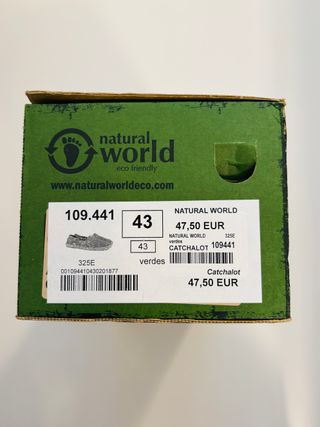 natural
world
eco friendly
www.naturalworldeco.com
109.441
43
43
325E
verdes
001094410430201877
NATURAL WORLD
47,50 EUR
NATURAL WORLD 325E
verdes
CATCHALOT 109441
Catchalot
47,50 EUR